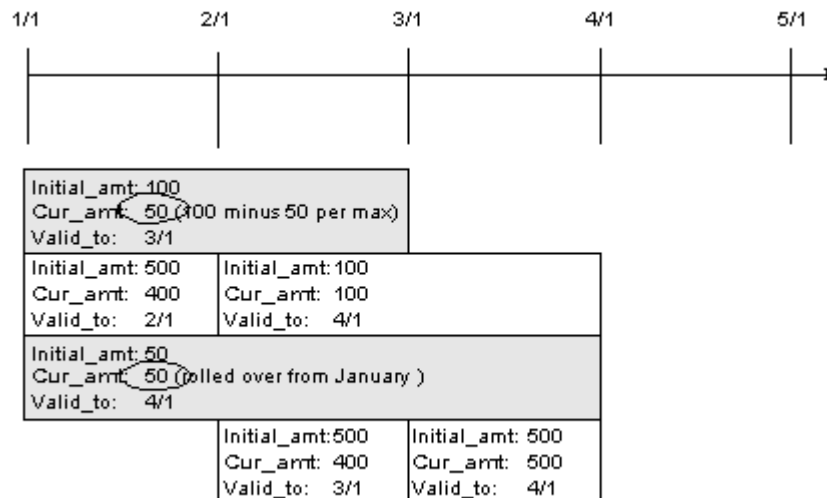 1/1 2/1 3/1 4/1 5/1
Initial_amt: 100
Cur_amt: 50 (100 minus 50 per max)
Valid_to: 3/1
Initial_amt: 500
Cur_amt: 400
Valid_to: 2/1
Initial_amt: 100
Cur_amt: 100
Valid_to: 4/1
Initial_amt: 50
Cur_amt: 50 (rolled over from January )
Valid_to: 4/1
Initial_amt:500
Cur_amt: 400
Valid_to: 3/1
Initial_amt: 500
Cur_amt: 500
Valid_to: 4/1